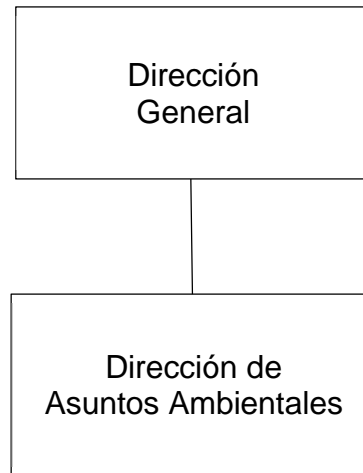 Dirección
General
Dirección de
Asuntos Ambientales